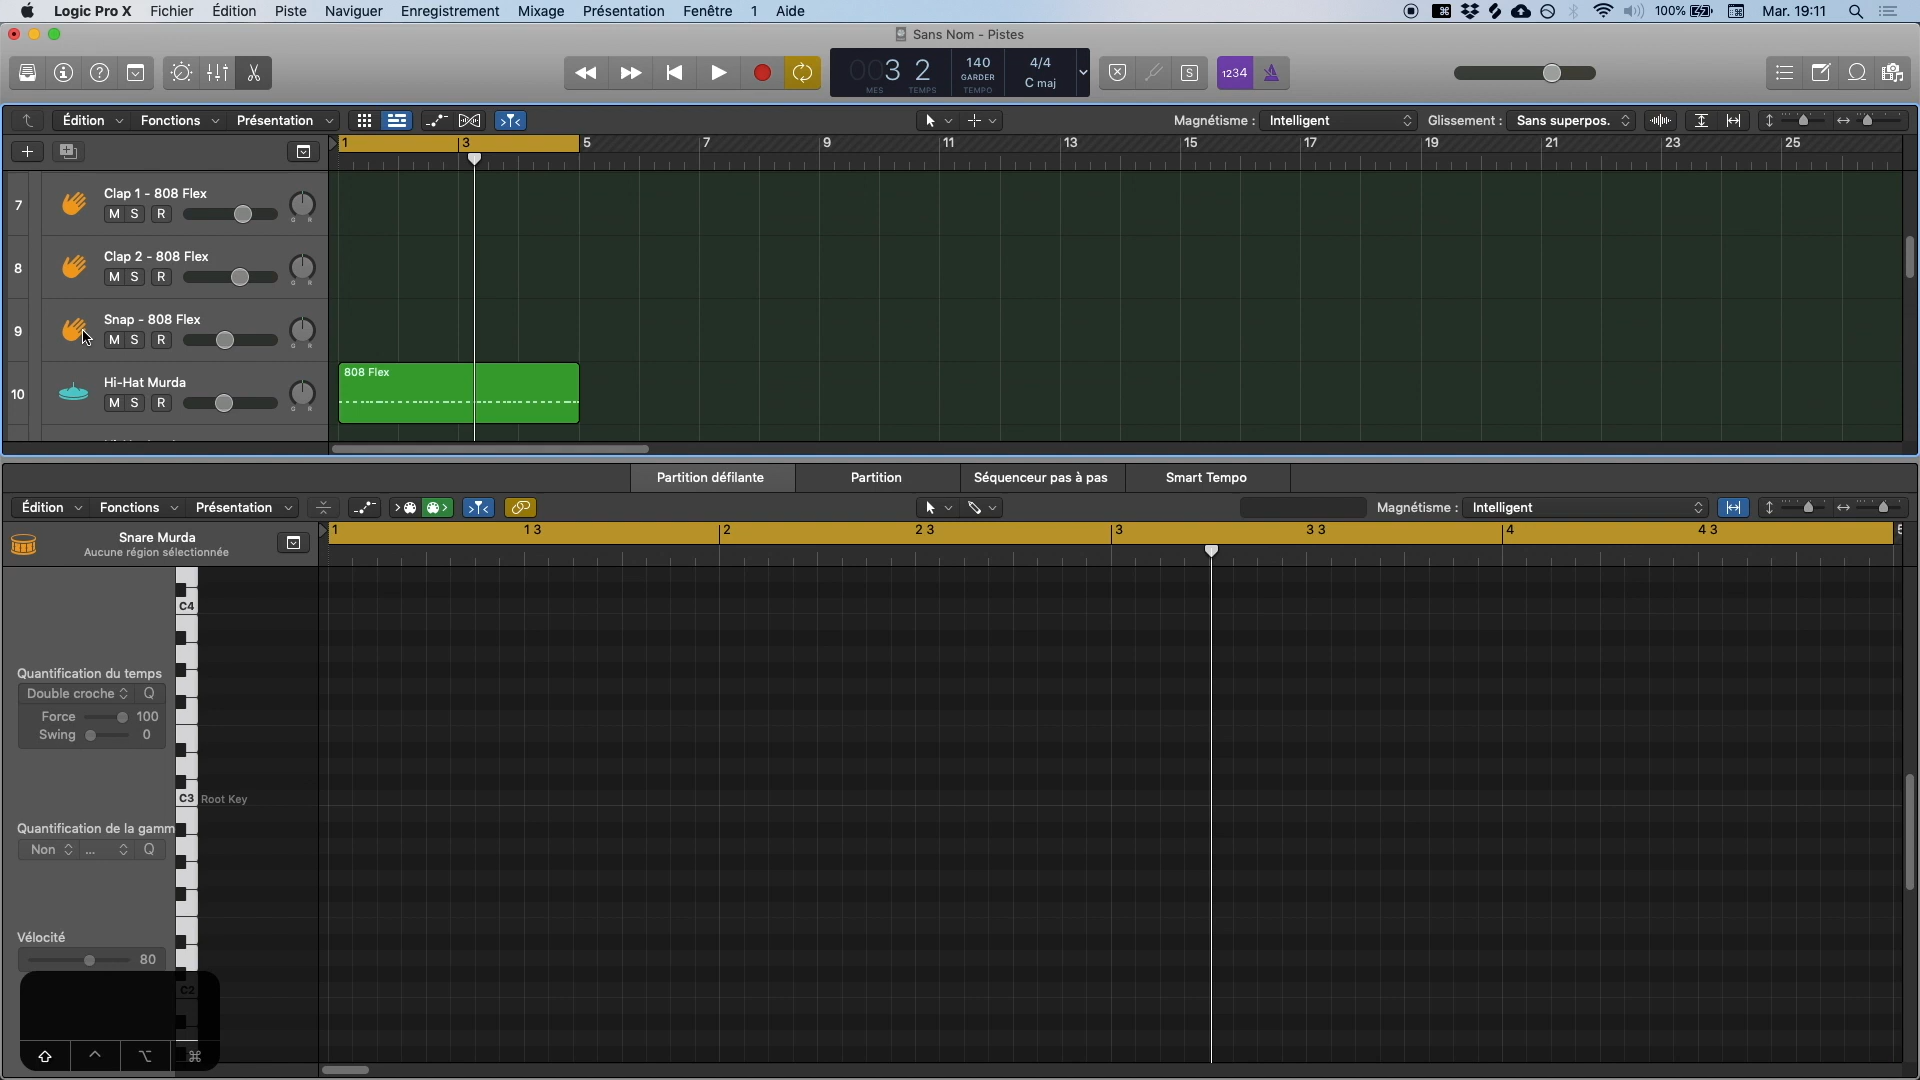 Logic Pro X Fichier Édition Piste Naviguer Enregistrement Mixage Présentation Fenêtre 1 Aide 100% Mar. 19:11
Sans Nom - Pistes
003 2 140 4/4 1234
GARDER C maj
MES TEMPS TEMPO
Édition Fonctions Présentation Magnétisme : Intelligent Glissement : Sans superpos.
1 3 5 7 9 11 13 15 17 19 21 23 25
7 Clap 1 - 808 Flex
M S R
G R
8 Clap 2 - 808 Flex
M S R
G R
9 Snap - 808 Flex
M S R
G R
808 Flex
10 Hi-Hat Murda
M S R
G R
Partition défilante Partition Séquenceur pas à pas Smart Tempo
Édition Fonctions Présentation Magnétisme : Intelligent
1 1 3 2 2 3 3 3 3 4 4 3
Snare Murda
Aucune région sélectionnée
C4
Quantification du temps
Double croche Q
Force 100
Swing 0
C3 Root Key
Quantification de la gamm
Non ... Q
Vélocité
80
C2